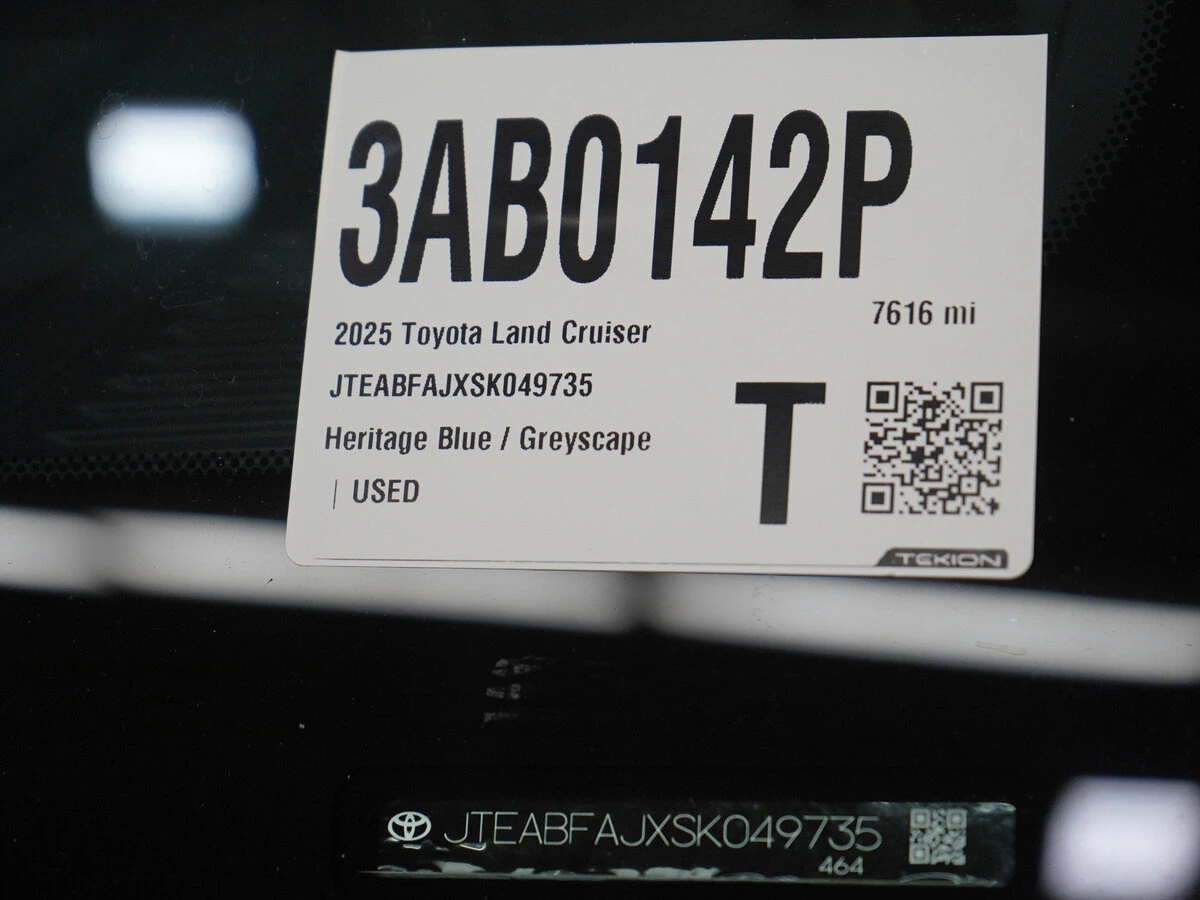 3AB0142P
7616 mi
2025 Toyota Land Cruiser
JTEABFAJXSK049735
T
Heritage Blue / Greyscape
| USED
TEKION
JTEABFAJXSK049735
464